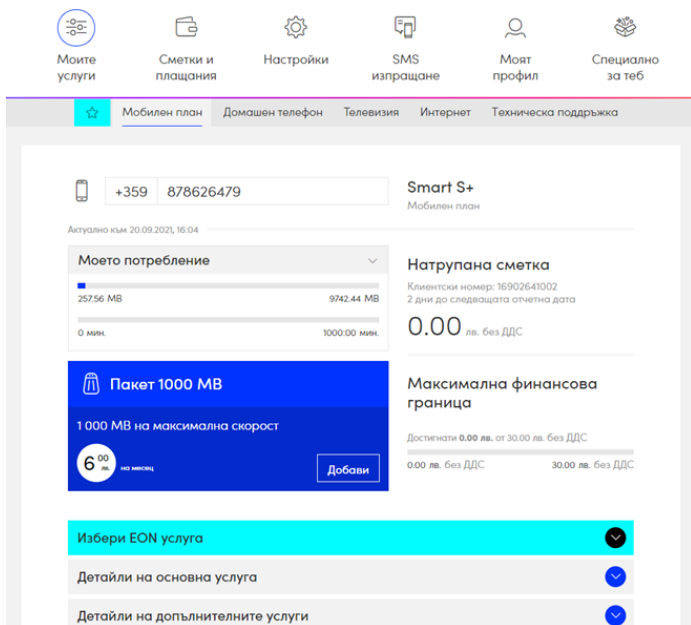 Моите услуги
Сметки и плащания
Настройки
SMS изпращане
Моят профил
Специално за теб
Мобилен план
Домашен телефон
Телевизия
Интернет
Техническа поддръжка
+359 878626479
Smart S+
Мобилен план
Актуално към 20.09.2021, 16:04
Моето потребление
257.56 MB
9742.44 MB
0 мин.
1000:00 мин.
Натрупана сметка
Клиентски номер: 16902641002
2 дни до следващата отчетна дата
0.00 лв. без ДДС
Пакет 1000 MB
1 000 MB на максимална скорост
6 00 лв. на месец
Добави
Максимална финансова
граница
Достигнати 0.00 лв. от 30.00 лв. без ДДС
0.00 лв. без ДДС
30.00 лв. без ДДС
Избери EON услуга
Детайли на основна услуга
Детайли на допълнителните услуги